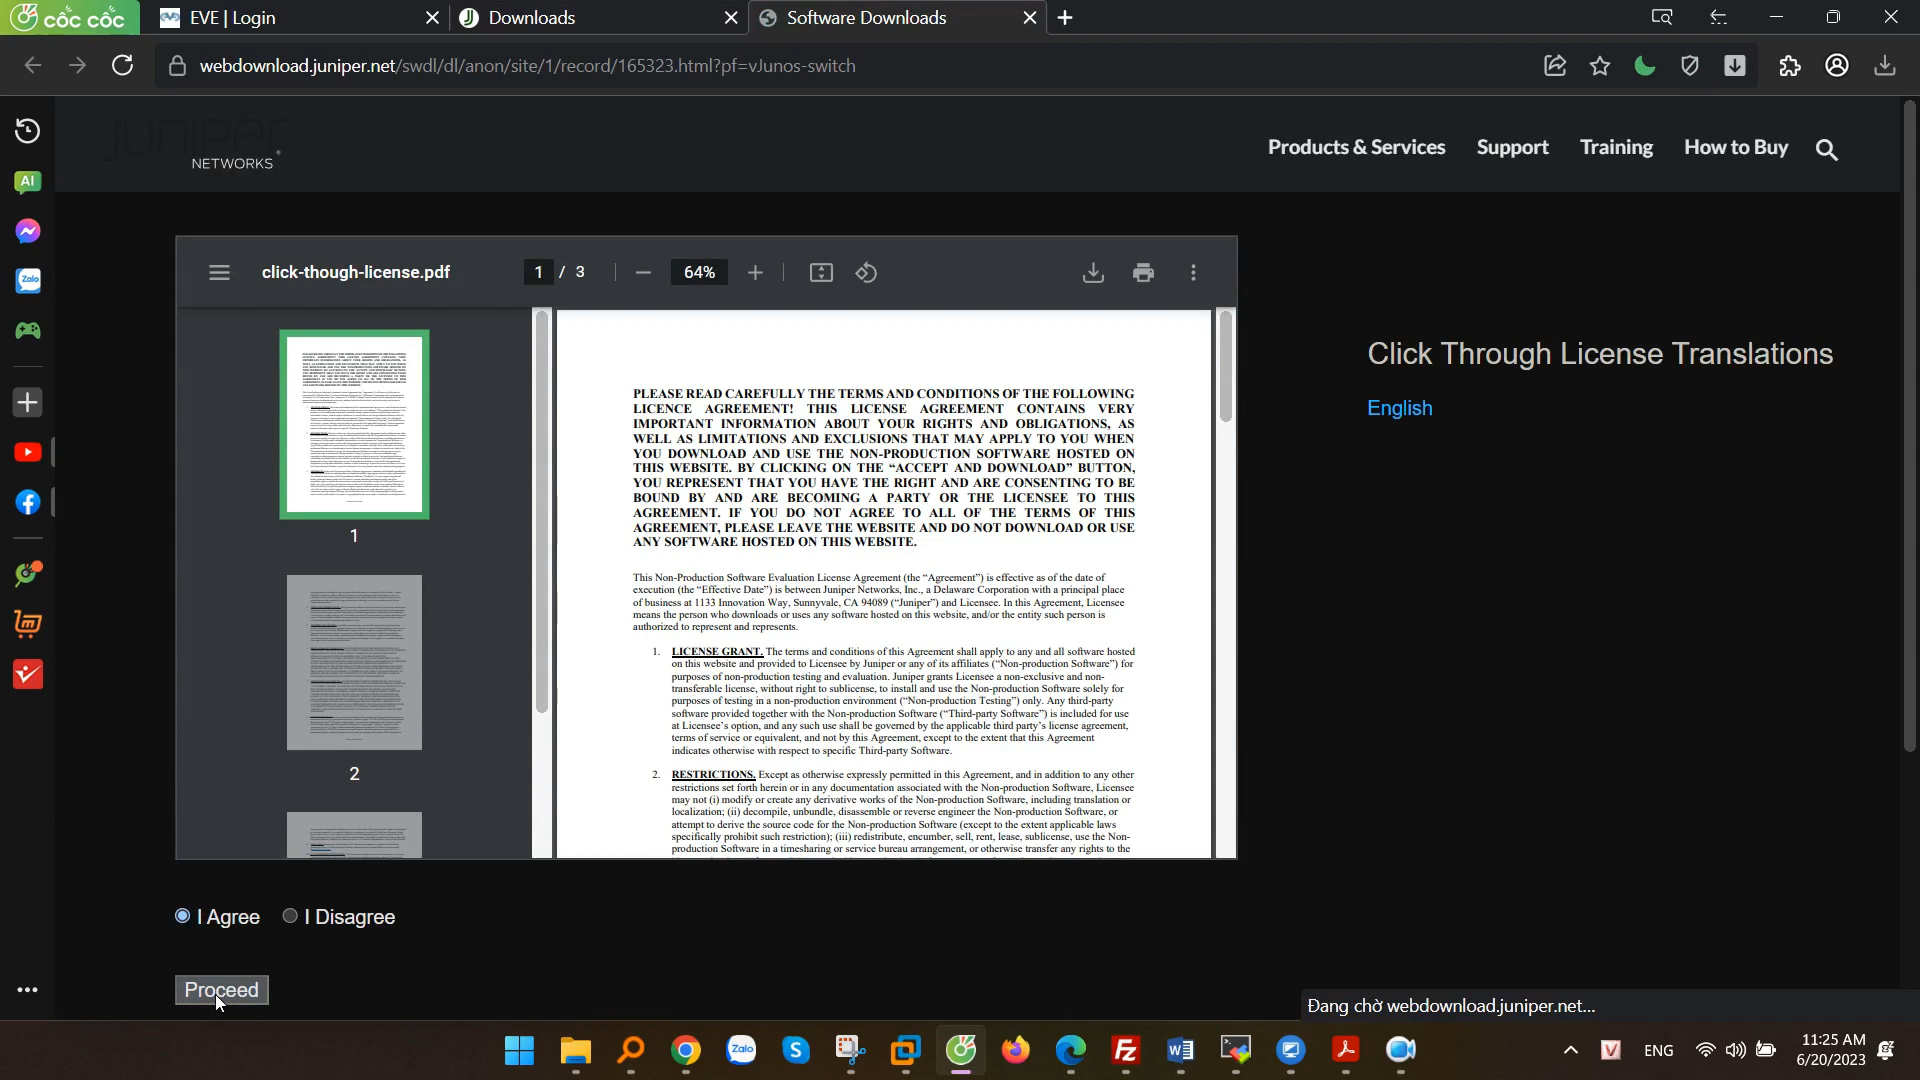 cốc cốc
EVE | Login
Downloads
Software Downloads
webdownload.juniper.net/swdl/dl/anon/site/1/record/165323.html?pf=vJunos-switch
AI
Zalo
juniper
NETWORKS
Products & Services
Support
Training
How to Buy
click-though-license.pdf
1 / 3
64%
1
2
PLEASE READ CAREFULLY THE TERMS AND CONDITIONS OF THE FOLLOWING
LICENCE AGREEMENT! THIS LICENSE AGREEMENT CONTAINS VERY
IMPORTANT INFORMATION ABOUT YOUR RIGHTS AND OBLIGATIONS, AS
WELL AS LIMITATIONS AND EXCLUSIONS THAT MAY APPLY TO YOU WHEN
YOU DOWNLOAD AND USE THE NON-PRODUCTION SOFTWARE HOSTED ON
THIS WEBSITE. BY CLICKING ON THE “ACCEPT AND DOWNLOAD” BUTTON,
YOU REPRESENT THAT YOU HAVE THE RIGHT AND ARE CONSENTING TO BE
BOUND BY AND ARE BECOMING A PARTY OR THE LICENSEE TO THIS
AGREEMENT. IF YOU DO NOT AGREE TO ALL OF THE TERMS OF THIS
AGREEMENT, PLEASE LEAVE THE WEBSITE AND DO NOT DOWNLOAD OR USE
ANY SOFTWARE HOSTED ON THIS WEBSITE.
This Non-Production Software Evaluation License Agreement (the “Agreement”) is effective as of the date of
execution (the “Effective Date”) is between Juniper Networks, Inc., a Delaware Corporation with a principal place
of business at 1133 Innovation Way, Sunnyvale, CA 94089 (“Juniper”) and Licensee. In this Agreement, Licensee
means the person who downloads or uses any software hosted on this website, and/or the entity such person is
authorized to represent and represents.
1. LICENSE GRANT. The terms and conditions of this Agreement shall apply to any and all software hosted
on this website and provided to Licensee by Juniper or any of its affiliates (“Non-production Software”) for
purposes of non-production testing and evaluation. Juniper grants Licensee a non-exclusive and non-
transferable license, without right to sublicense, to install and use the Non-production Software solely for
purposes of testing in a non-production environment (“Non-production Testing”) only. Any third-party
software provided together with the Non-production Software (“Third-party Software”) is included for use
at Licensee’s option, and any such use shall be governed by the applicable third party’s license agreement,
terms of service or equivalent, and not by this Agreement, except to the extent that this Agreement
indicates otherwise with respect to specific Third-party Software.
2. RESTRICTIONS. Except as otherwise expressly permitted in this Agreement, and in addition to any other
restrictions set forth herein or in any documentation associated with the Non-production Software, Licensee
may not (i) modify or create any derivative works of the Non-production Software, including translation or
localization; (ii) decompile, unbundle, disassemble or reverse engineer the Non-production Software, or
attempt to derive the source code for the Non-production Software (except to the extent applicable laws
specifically prohibit such restriction); (iii) redistribute, encumber, sell, rent, lease, sublicense, use the Non-
production Software in a timesharing or service bureau arrangement, or otherwise transfer any rights to the
Click Through License Translations
English
I Agree
I Disagree
Proceed
Đang chờ webdownload.juniper.net...
Zalo
S
Fz
W
V
ENG
11:25 AM
6/20/2023